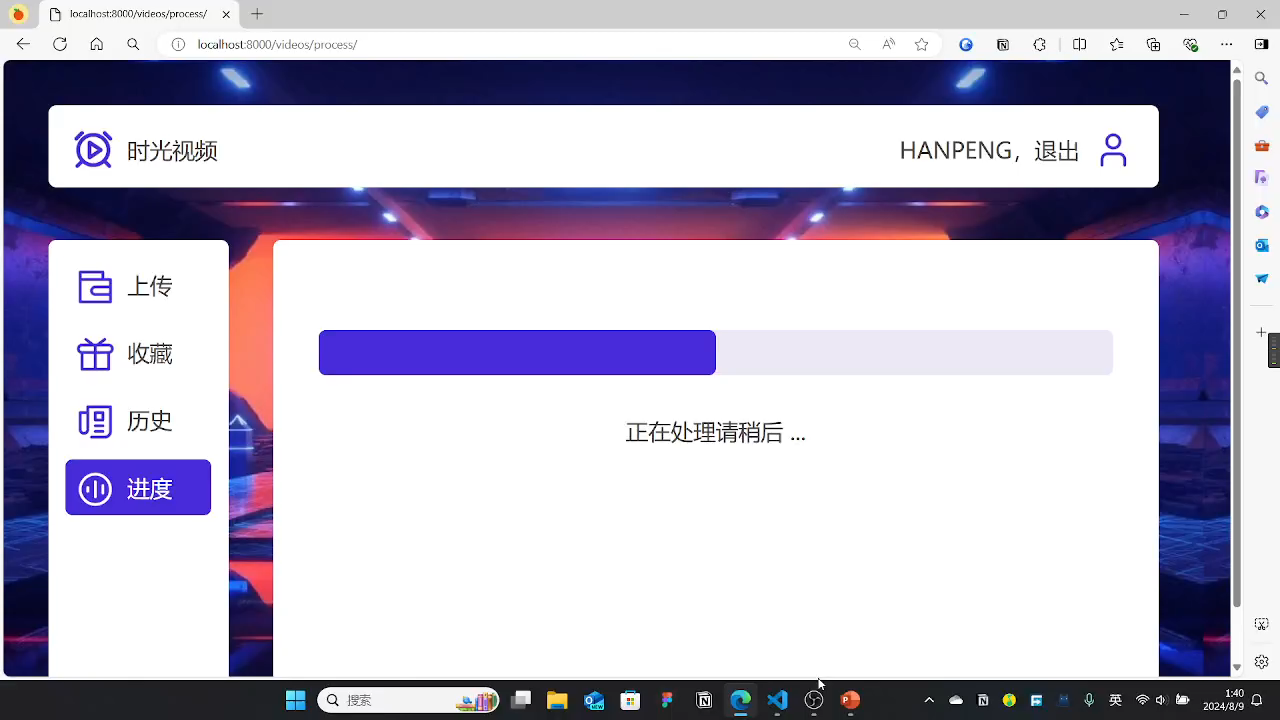 localhost:8000/videos/process/
localhost:8000/videos/process/
时光视频
HANPENG，退出
上传
收藏
历史
进度
正在处理请稍后 ...
搜索
英
1:40
2024/8/9